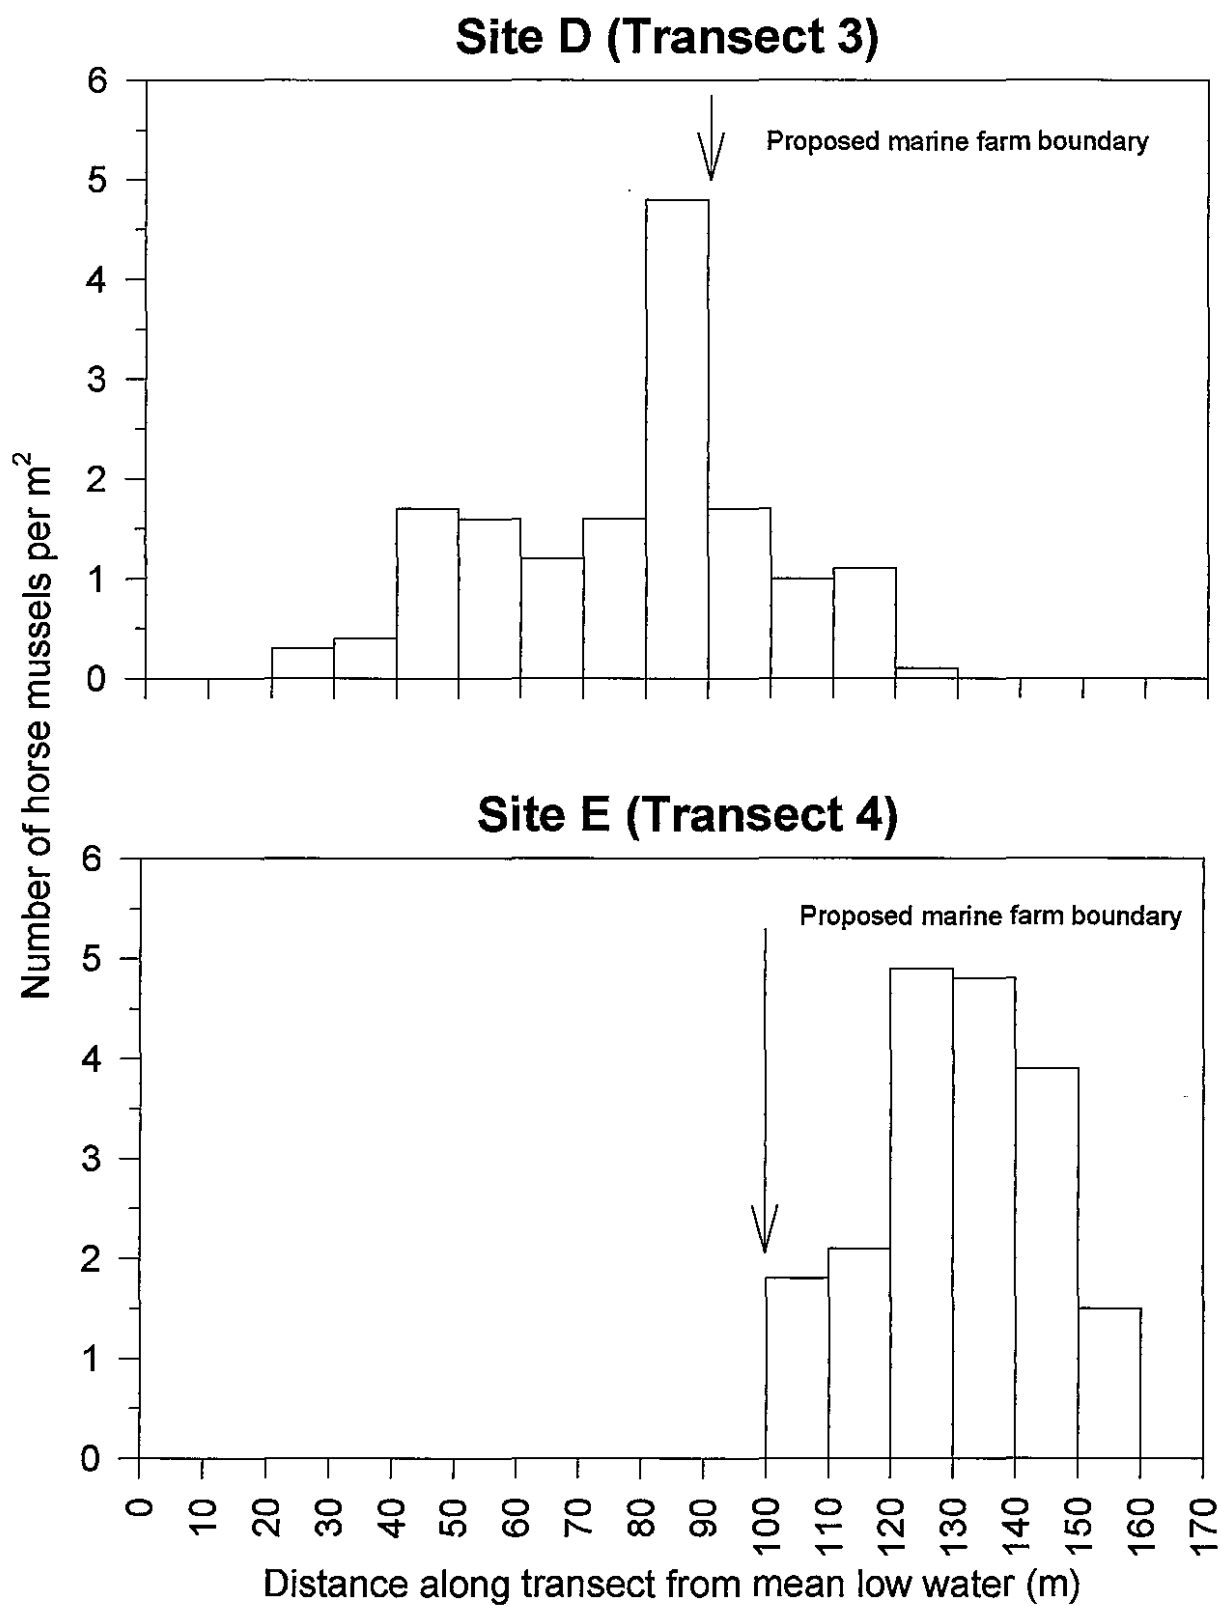 Site D (Transect 3)
6
5
4
3
2
1
0
Proposed marine farm boundary
Number of horse mussels per m²
Site E (Transect 4)
6
5
4
3
2
1
0
Proposed marine farm boundary
0 10 20 30 40 50 60 70 80 90 100 110 120 130 140 150 160 170
Distance along transect from mean low water (m)